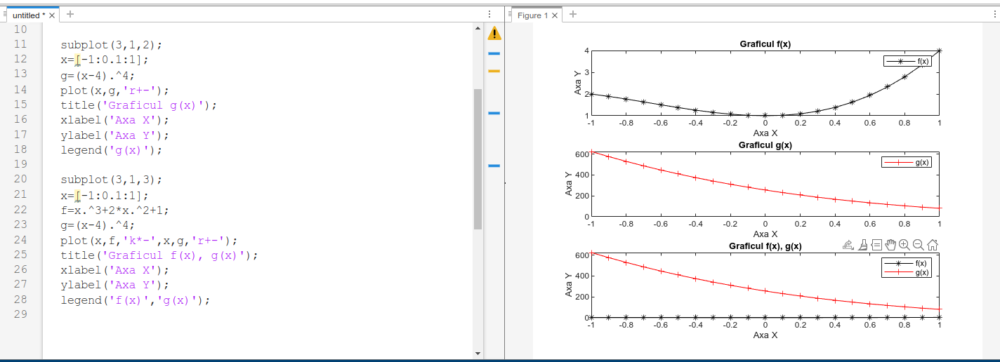 untitled *
10
11 subplot(3,1,2);
12 x=[-1:0.1:1];
13 g=(x-4).^4;
14 plot(x,g,'r+-');
15 title('Graficul g(x)');
16 xlabel('Axa X');
17 ylabel('Axa Y');
18 legend('g(x)');
19
20 subplot(3,1,3);
21 x=[-1:0.1:1];
22 f=x.^3+2*x.^2+1;
23 g=(x-4).^4;
24 plot(x,f,'k*-',x,g,'r+-');
25 title('Graficul f(x), g(x)');
26 xlabel('Axa X');
27 ylabel('Axa Y');
28 legend('f(x)','g(x)');
29
Figure 1
Graficul f(x)
4
3
2
1
Axa Y
f(x)
-1 -0.8 -0.6 -0.4 -0.2 0 0.2 0.4 0.6 0.8 1
Axa X
Graficul g(x)
600
400
200
0
Axa Y
g(x)
-1 -0.8 -0.6 -0.4 -0.2 0 0.2 0.4 0.6 0.8 1
Axa X
Graficul f(x), g(x)
600
400
200
0
Axa Y
f(x)
g(x)
-1 -0.8 -0.6 -0.4 -0.2 0 0.2 0.4 0.6 0.8 1
Axa X